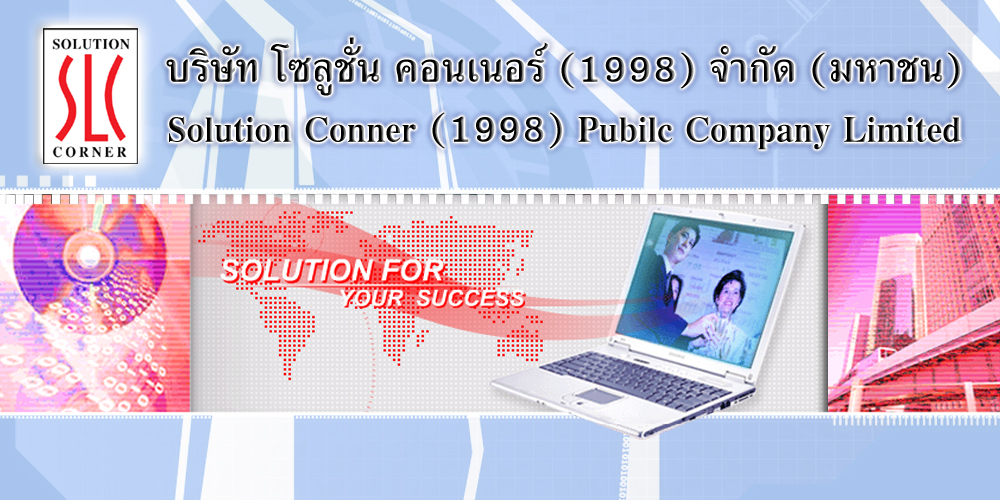 SOLUTION
SLC
CORNER
บริษัท โซลูชั่น คอนเนอร์ (1998) จำกัด (มหาชน)
Solution Conner (1998) Pubilc Company Limited
SOLUTION FOR
YOUR SUCCESS